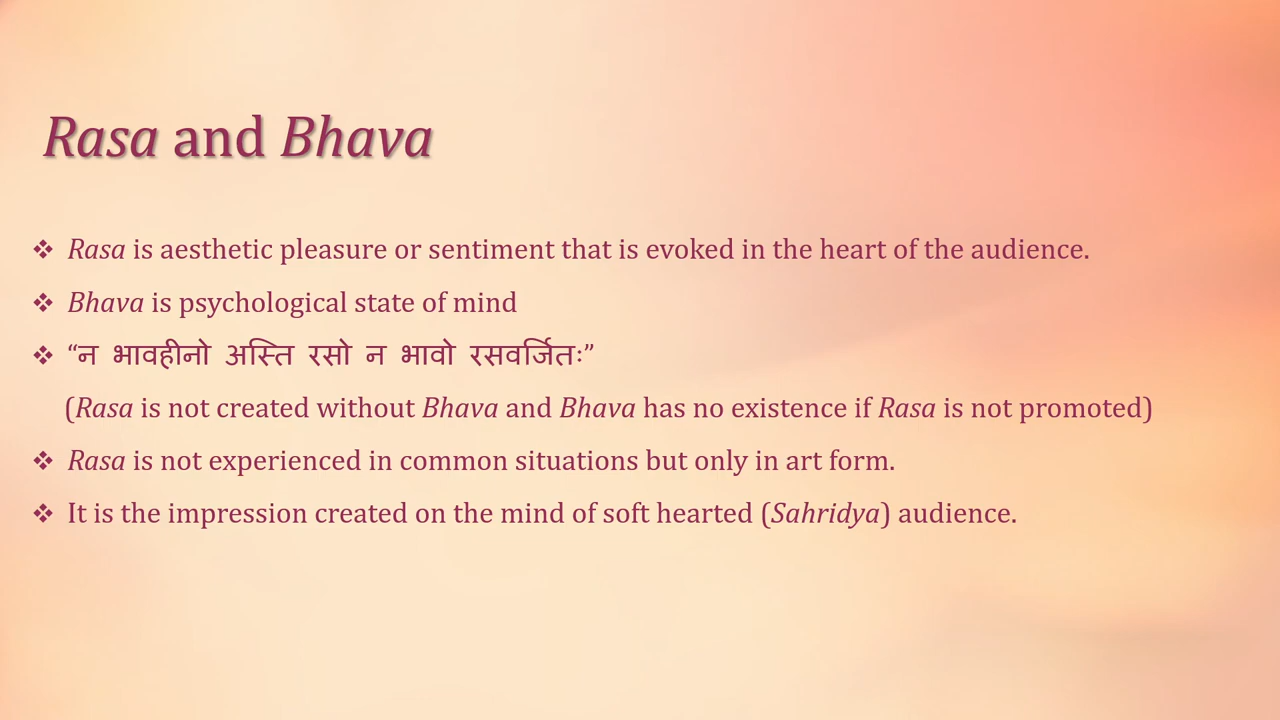 Rasa and Bhava
❖ Rasa is aesthetic pleasure or sentiment that is evoked in the heart of the audience.
❖ Bhava is psychological state of mind
❖ “न भावहीनो अस्ति रसो न भावो रसवर्जितः”
(Rasa is not created without Bhava and Bhava has no existence if Rasa is not promoted)
❖ Rasa is not experienced in common situations but only in art form.
❖ It is the impression created on the mind of soft hearted (Sahridya) audience.